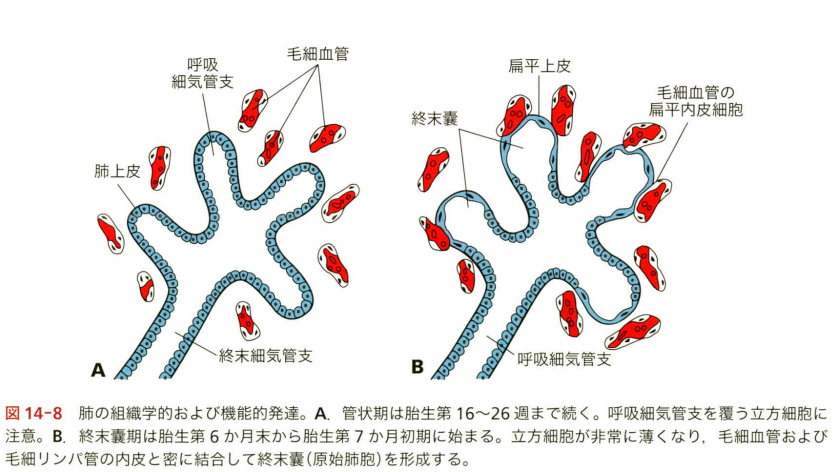 呼吸
細気管支
毛細血管
肺上皮
終末細気管支
A
扁平上皮
終末嚢
毛細血管の
扁平内皮細胞
呼吸細気管支
B
図 14-8 肺の組織学的および機能的発達。A．管状期は胎生第 16〜26 週まで続く。呼吸細気管支を覆う立方細胞に
注意。B．終末嚢期は胎生第 6 か月末から胎生第 7 か月初期に始まる。立方細胞が非常に薄くなり，毛細血管および
毛細リンパ管の内皮と密に結合して終末嚢(原始肺胞)を形成する。